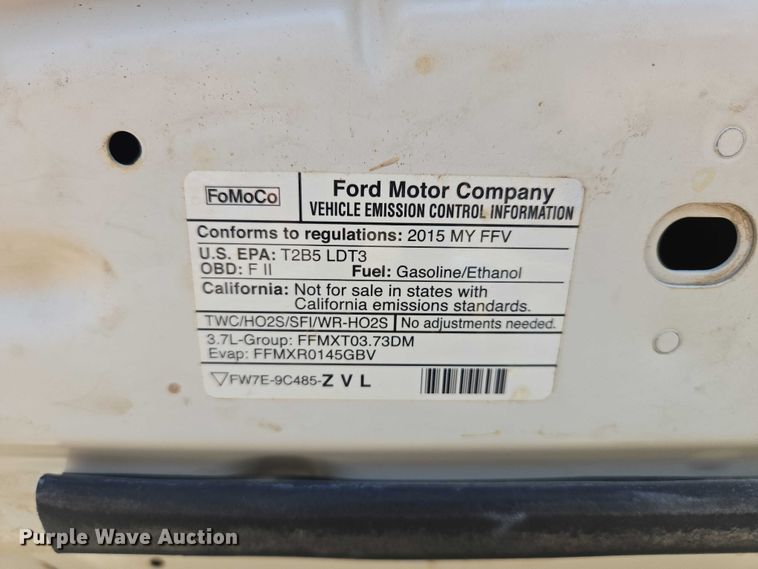 FoMoCo
Ford Motor Company
VEHICLE EMISSION CONTROL INFORMATION
Conforms to regulations: 2015 MY FFV
U.S. EPA: T2B5 LDT3
OBD: F II Fuel: Gasoline/Ethanol
California: Not for sale in states with
California emissions standards.
TWC/HO2S/SFI/WR-HO2S No adjustments needed.
3.7L-Group: FFMXT03.73DM
Evap: FFMXR0145GBV
FW7E-9C485-Z V L
Purple Wave Auction